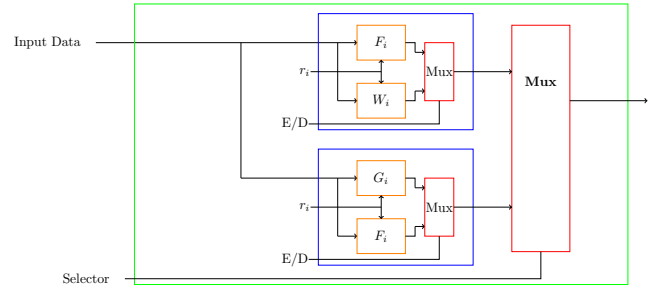 Input Data
F_i
r_i
Mux
W_i
E/D
Mux
G_i
r_i
Mux
F_i
E/D
Selector